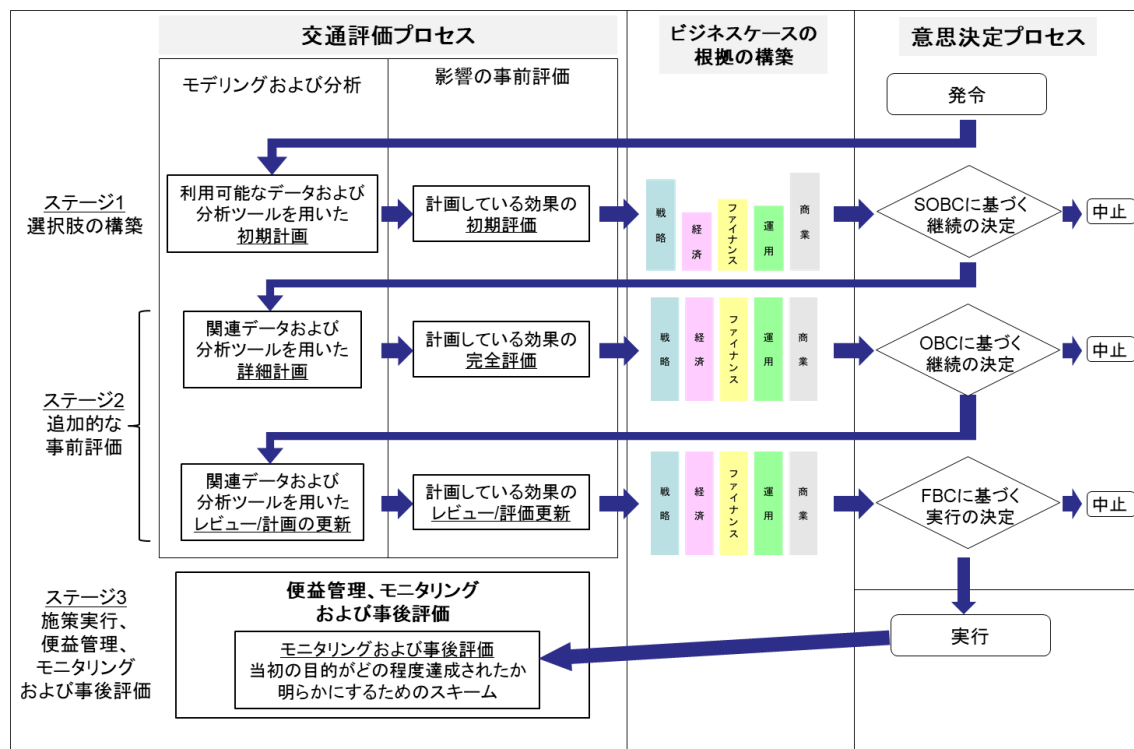 交通評価プロセス
ビジネスケースの
根拠の構築
意思決定プロセス
モデリングおよび分析
影響の事前評価
発令
ステージ1
選択肢の構築
利用可能なデータおよび
分析ツールを用いた
初期計画
計画している効果の
初期評価
戦略
経済
ファイナンス
運用
商業
SOBCに基づく
継続の決定
中止
ステージ2
追加的な
事前評価
関連データおよび
分析ツールを用いた
詳細計画
計画している効果の
完全評価
戦略
経済
ファイナンス
運用
商業
OBCに基づく
継続の決定
中止
関連データおよび
分析ツールを用いた
レビュー/計画の更新
計画している効果の
レビュー/評価更新
戦略
経済
ファイナンス
運用
商業
FBCに基づく
実行の決定
中止
ステージ3
施策実行、
便益管理、
モニタリング
および事後評価
便益管理、モニタリング
および事後評価
モニタリングおよび事後評価
当初の目的がどの程度達成されたか
明らかにするためのスキーム
実行